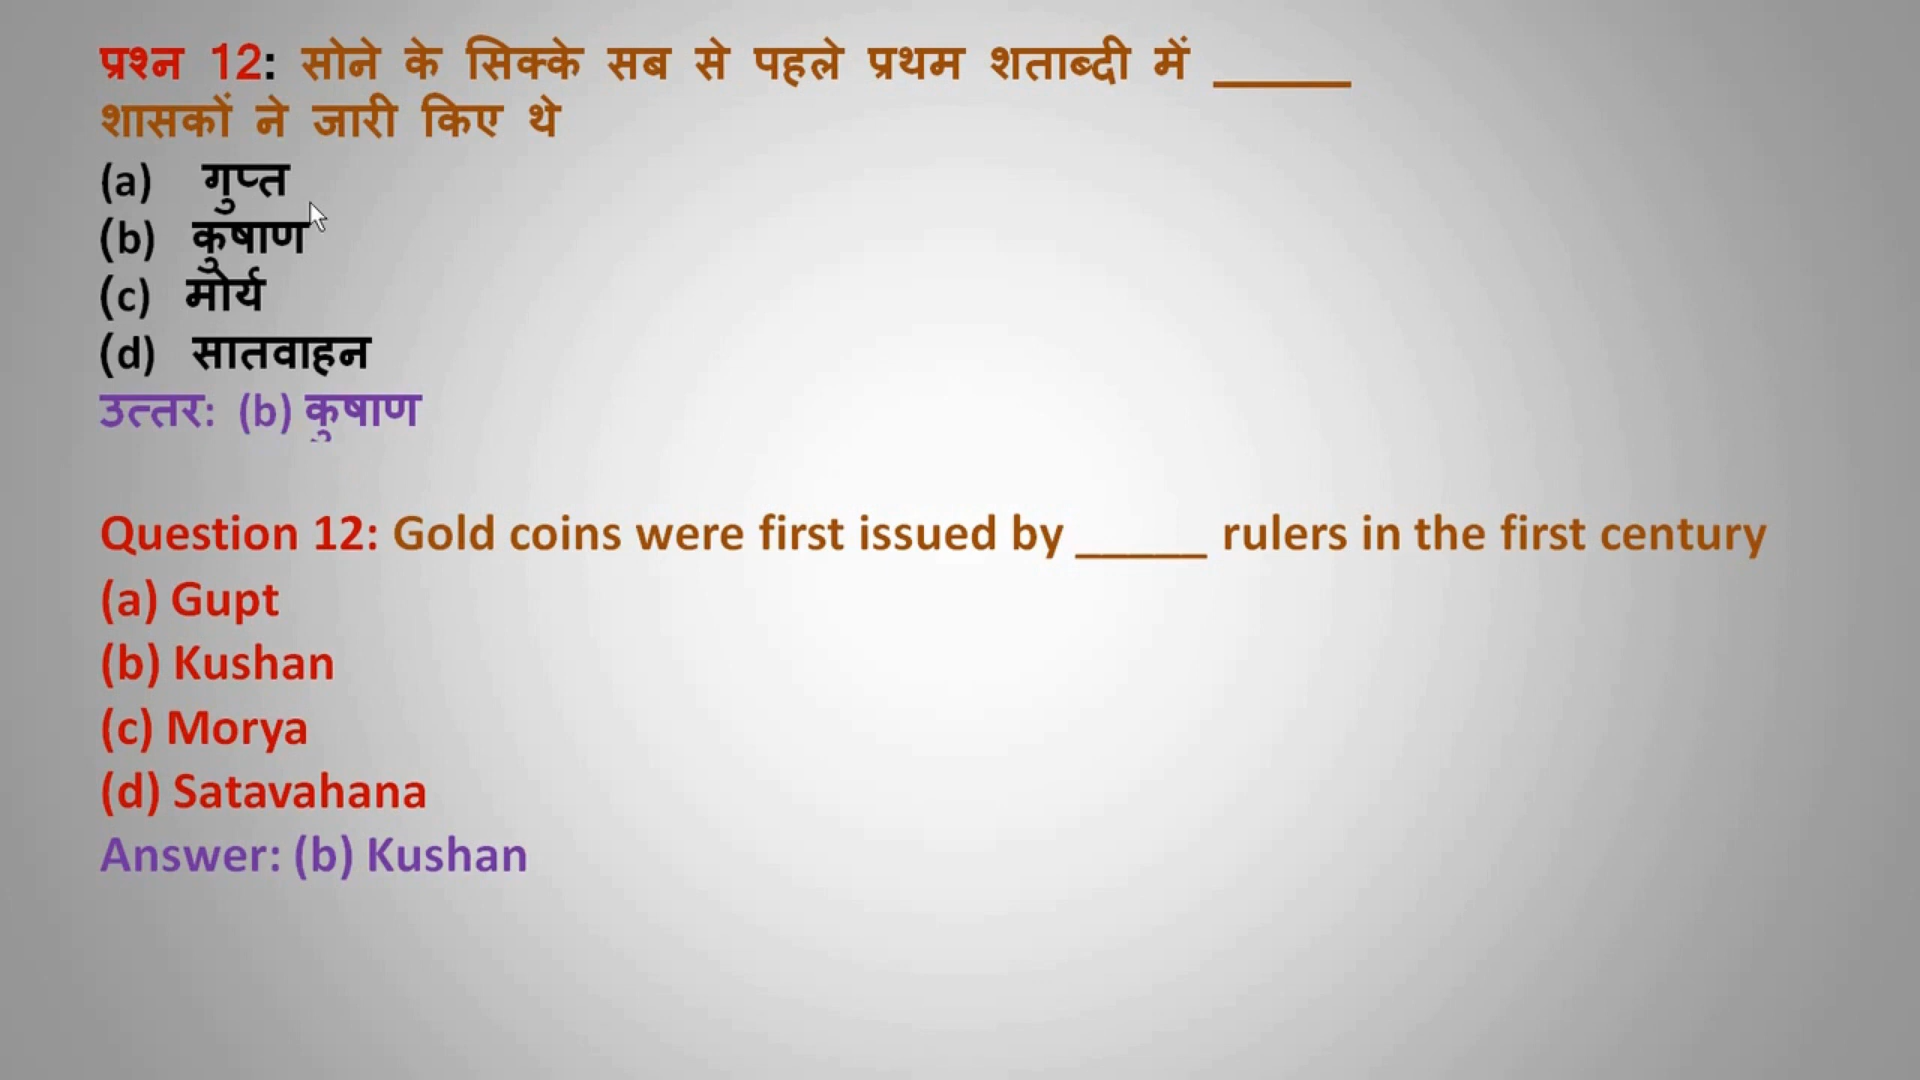 प्रश्न 12: सोने के सिक्के सब से पहले प्रथम शताब्दी में _____
शासकों ने जारी किए थे
(a) गुप्त
(b) कुषाण
(c) मोर्य
(d) सातवाहन
उत्तर: (b) कुषाण
Question 12: Gold coins were first issued by _____ rulers in the first century
(a) Gupt
(b) Kushan
(c) Morya
(d) Satavahana
Answer: (b) Kushan